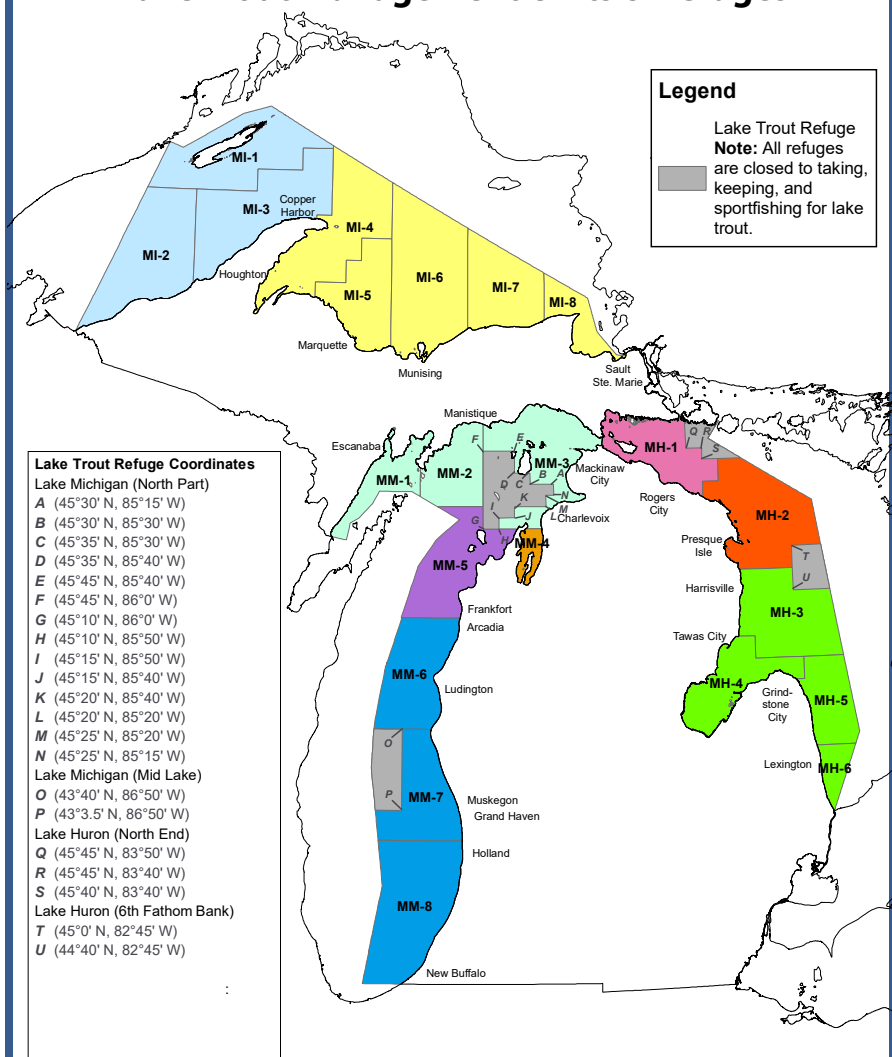 Legend
Lake Trout Refuge
Note: All refuges
are closed to taking,
keeping, and
sportfishing for lake
trout.
MI-1
Copper
Harbor
MI-3
MI-2
MI-4
Houghton
MI-6
MI-7
MI-5
MI-8
Marquette
Munising
Sault
Ste. Marie
Manistique
Escanaba
F
E
Q
R
S
MH-1
MM-3
Mackinaw
City
MM-2
MM-1
A
B
C
D
K
N
M
L
I
J
Charlevoix
G
H
MM-4
Rogers
City
MH-2
Presque
Isle
T
U
MM-5
Harrisville
MH-3
Frankfort
Arcadia
Tawas City
MM-6
MH-4
Ludington
Grind-
stone
City
MH-5
O
Lexington
MH-6
P
MM-7
Muskegon
Grand Haven
Holland
MM-8
New Buffalo
Lake Trout Refuge Coordinates
Lake Michigan (North Part)
A (45°30' N, 85°15' W)
B (45°30' N, 85°30' W)
C (45°35' N, 85°30' W)
D (45°35' N, 85°40' W)
E (45°45' N, 85°40' W)
F (45°45' N, 86°0' W)
G (45°10' N, 86°0' W)
H (45°10' N, 85°50' W)
I (45°15' N, 85°50' W)
J (45°15' N, 85°40' W)
K (45°20' N, 85°40' W)
L (45°20' N, 85°20' W)
M (45°25' N, 85°20' W)
N (45°25' N, 85°15' W)
Lake Michigan (Mid Lake)
O (43°40' N, 86°50' W)
P (43°3.5' N, 86°50' W)
Lake Huron (North End)
Q (45°45' N, 83°50' W)
R (45°45' N, 83°40' W)
S (45°40' N, 83°40' W)
Lake Huron (6th Fathom Bank)
T (45°0' N, 82°45' W)
U (44°40' N, 82°45' W)
: